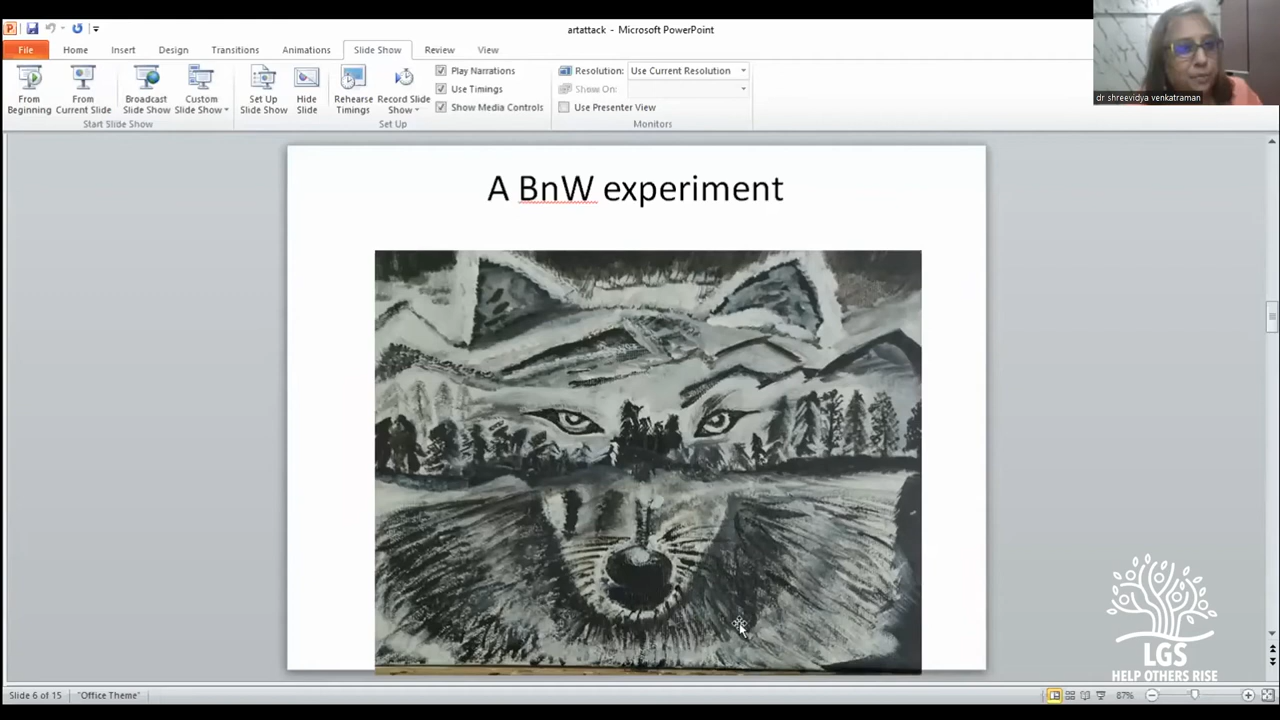 artattack - Microsoft PowerPoint
File Home Insert Design Transitions Animations Slide Show Review View
From Beginning
From Current Slide
Broadcast Slide Show
Custom Slide Show
Start Slide Show
Set Up Slide Show
Hide Slide
Rehearse Timings
Record Slide Show
Play Narrations
Use Timings
Show Media Controls
Set Up
Resolution: Use Current Resolution
Show On:
Use Presenter View
Monitors
dr shreevidya venkatraman
A BnW experiment
LGS
HELP OTHERS RISE
Slide 6 of 15 "Office Theme" 87%